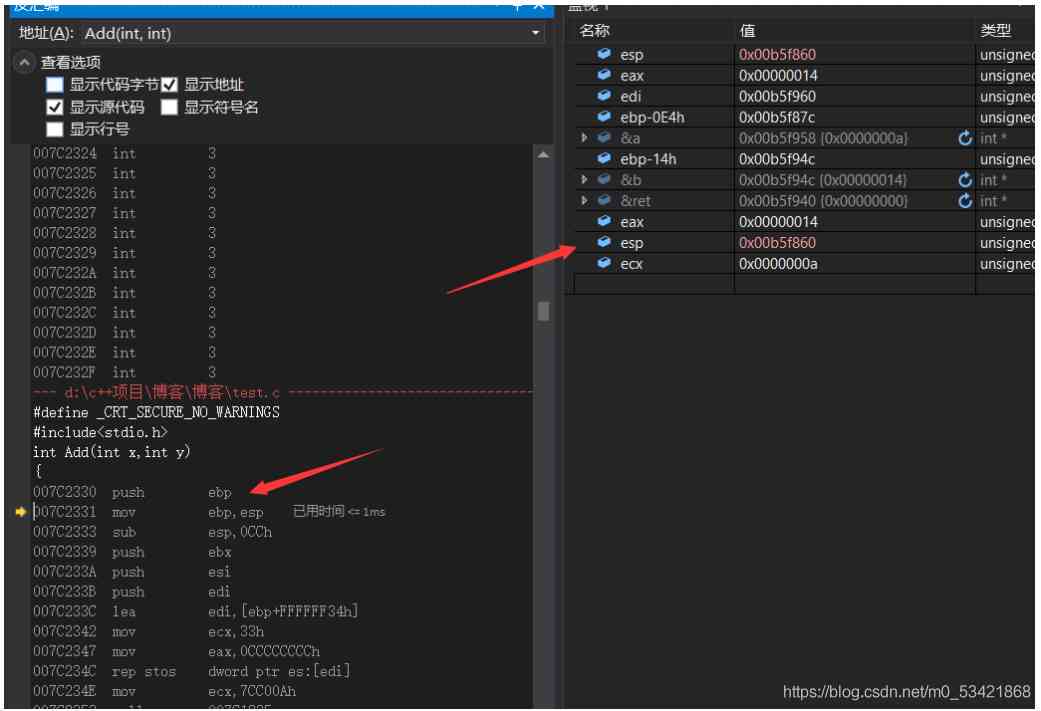 反汇编
地址(A): Add(int, int)
查看选项
显示代码字节 显示地址
显示源代码 显示符号名
显示行号
007C2324 int 3
007C2325 int 3
007C2326 int 3
007C2327 int 3
007C2328 int 3
007C2329 int 3
007C232A int 3
007C232B int 3
007C232C int 3
007C232D int 3
007C232E int 3
007C232F int 3
--- d:\c++项目\博客\博客\test.c ---
#define _CRT_SECURE_NO_WARNINGS
#include<stdio.h>
int Add(int x,int y)
{
007C2330 push ebp
007C2331 mov ebp,esp 已用时间 <= 1ms
007C2333 sub esp,0CCh
007C2339 push ebx
007C233A push esi
007C233B push edi
007C233C lea edi,[ebp+FFFFFF34h]
007C2342 mov ecx,33h
007C2347 mov eax,0CCCCCCCCh
007C234C rep stos dword ptr es:[edi]
007C234E mov ecx,7CC00Ah
监视 1
名称 值 类型
esp 0x00b5f860 unsigned
eax 0x00000014 unsigned
edi 0x00b5f960 unsigned
ebp-0E4h 0x00b5f87c unsigned
&a 0x00b5f958 {0x0000000a} int *
ebp-14h 0x00b5f94c unsigned
&b 0x00b5f94c {0x00000014} int *
&ret 0x00b5f940 {0x00000000} int *
eax 0x00000014 unsigned
esp 0x00b5f860 unsigned
ecx 0x0000000a unsigned
https://blog.csdn.net/m0_53421868